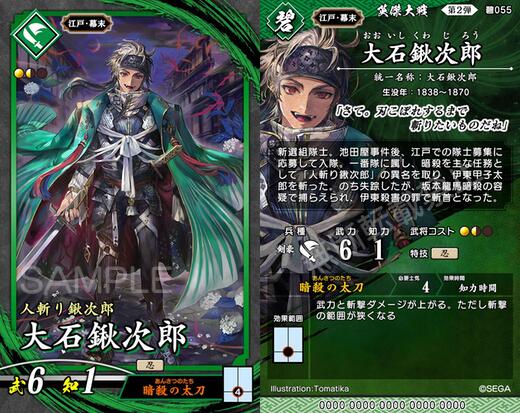 江戸・幕末
SAMPLE
人斬り鍬次郎
大石鍬次郎
忍
武6 知1
あんさつのたち
暗殺の太刀
4
碧
江戸・幕末
英傑大戦
第2弾
碧055
おおいしくわじろう
大石鍬次郎
統一名称:大石鍬次郎
生没年:1838~1870
「さて。刃こぼれするまで
斬りたいものだね」
新選組隊士。池田屋事件後、江戸での隊士募集に
応募して入隊。一番隊に属し、暗殺を主な任務と
して「人斬り鍬次郎」の異名を取り、伊東甲子太
郎を斬った。のち失踪したが、坂本龍馬暗殺の容
疑で捕らえられ、伊東殺害の罪で斬首となった。
兵種 武力 知力 武将コスト
剣豪 6 1 特技 忍
あんさつのたち 必要士気 効果時間
暗殺の太刀 4 知力時間
効果範囲
武力と斬撃ダメージが上がる。ただし斬撃
の範囲が狭くなる
Illustration:Tomatika
©SEGA
0000-0000-0000-0000-0000